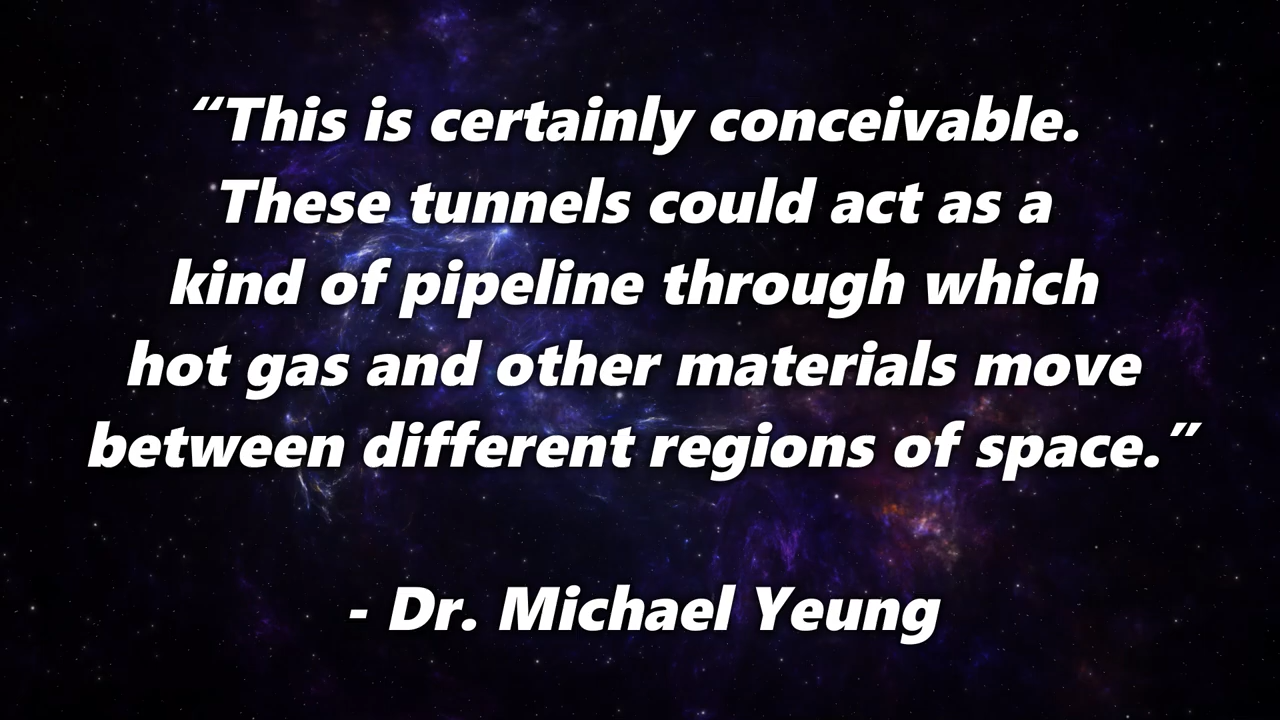 “This is certainly conceivable.
These tunnels could act as a
kind of pipeline through which
hot gas and other materials move
between different regions of space.”
- Dr. Michael Yeung